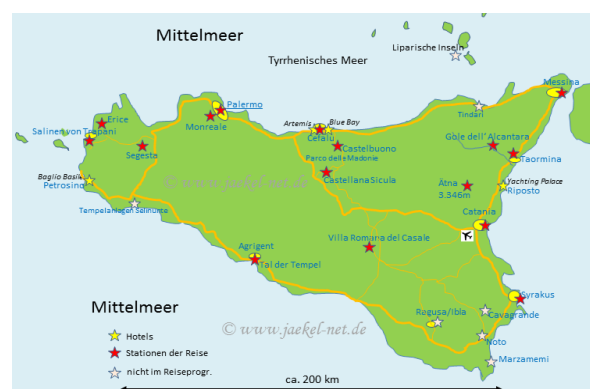 Mittelmeer
Liparische Inseln
Tyrrhenisches Meer
Messina
Palermo
Erice
Artemis
Blue Bay
Tindari
Salinen von Trapani
Monreale
Cefalù
Gole dell' Alcantara
Segesta
Castelbuono
Parco delle Madonie
Taormina
Baglio Basile
Petrosino
© www.jaekel-net.de
Castellana Sicula
Ätna
3.346m
Yachting Palace
Riposto
Tempelanlagen Selinunte
Catania
Agrigent
Villa Romana del Casale
Tal der Tempel
Syrakus
Mittelmeer
Ragusa/Ibla
Cavagrande
© www.jaekel-net.de
Hotels
Noto
Stationen der Reise
Marzamemi
nicht im Reiseprogr.
ca. 200 km